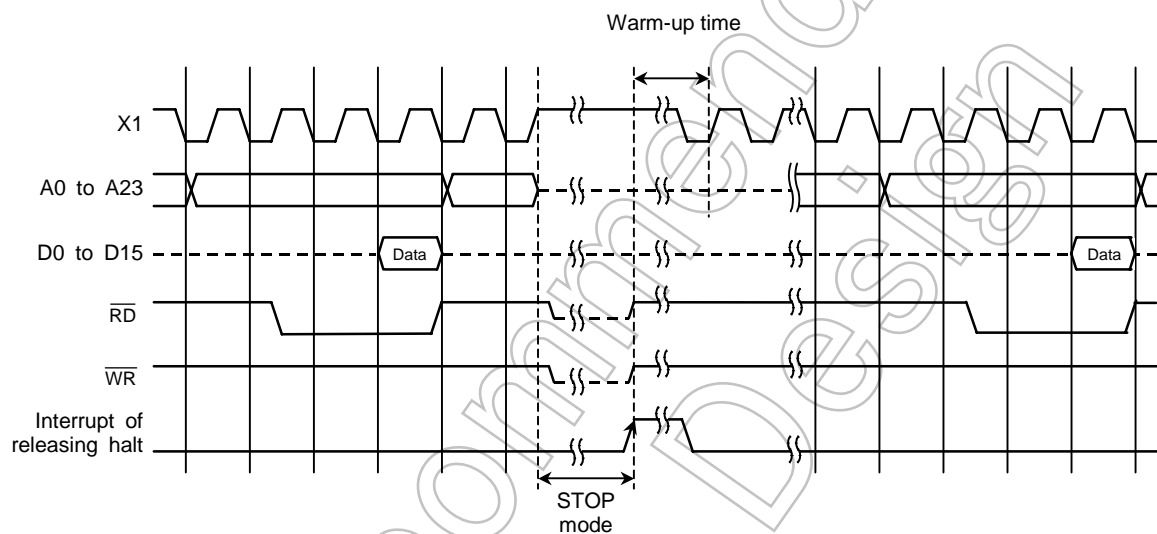 Warm-up time
X1
A0 to A23
D0 to D15
Data
Data
RD
WR
Interrupt of
releasing halt
STOP
mode
Design